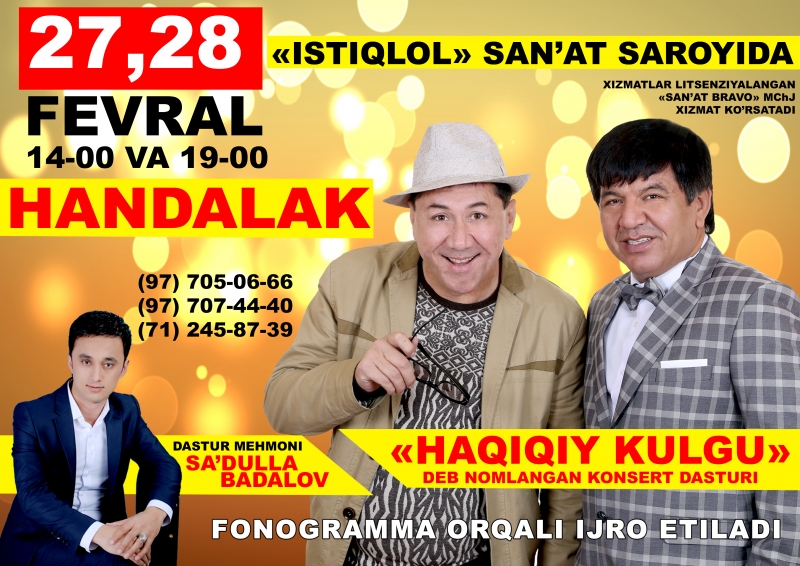 27,28
FEVRAL
14-00 VA 19-00
HANDALAK
«ISTIQLOL» SAN’AT SAROYIDA
XIZMATLAR LITSENZIYALANGAN
«SAN’AT BRAVO» MChJ
XIZMAT KO’RSATADI
(97) 705-06-66
(97) 707-44-40
(71) 245-87-39
DASTUR MEHMONI
SA’DULLA
BADALOV
«HAQIQIY KULGU»
DEB NOMLANGAN KONSERT DASTURI
FONOGRAMMA ORQALI IJRO ETILADI